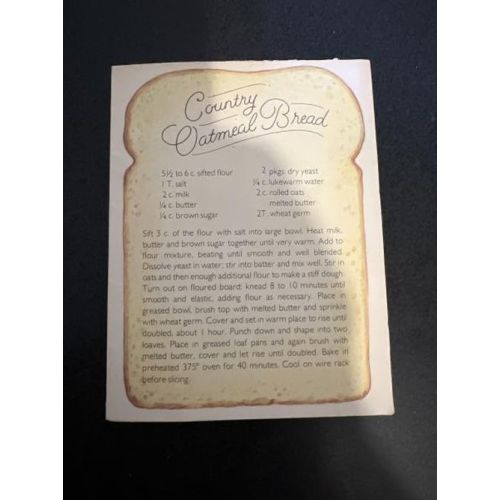 Country
Oatmeal Bread
5½ to 6 c. sifted flour
1 T. salt
2 c. milk
¼ c. butter
¼ c. brown sugar
2 pkgs. dry yeast
¼ c. lukewarm water
2 c. rolled oats
melted butter
2T. wheat germ
Sift 3 c. of the flour with salt into large bowl. Heat milk,
butter and brown sugar together until very warm. Add to
flour mixture, beating until smooth and well blended.
Dissolve yeast in water; stir into batter and mix well. Stir in
oats and then enough additional flour to make a stiff dough.
Turn out on floured board; knead 8 to 10 minutes until
smooth and elastic, adding flour as necessary. Place in
greased bowl, brush top with melted butter and sprinkle
with wheat germ. Cover and set in warm place to rise until
doubled, about 1 hour. Punch down and shape into two
loaves. Place in greased loaf pans and again brush with
melted butter, cover and let rise until doubled. Bake in
preheated 375° oven for 40 minutes. Cool on wire rack
before slicing.